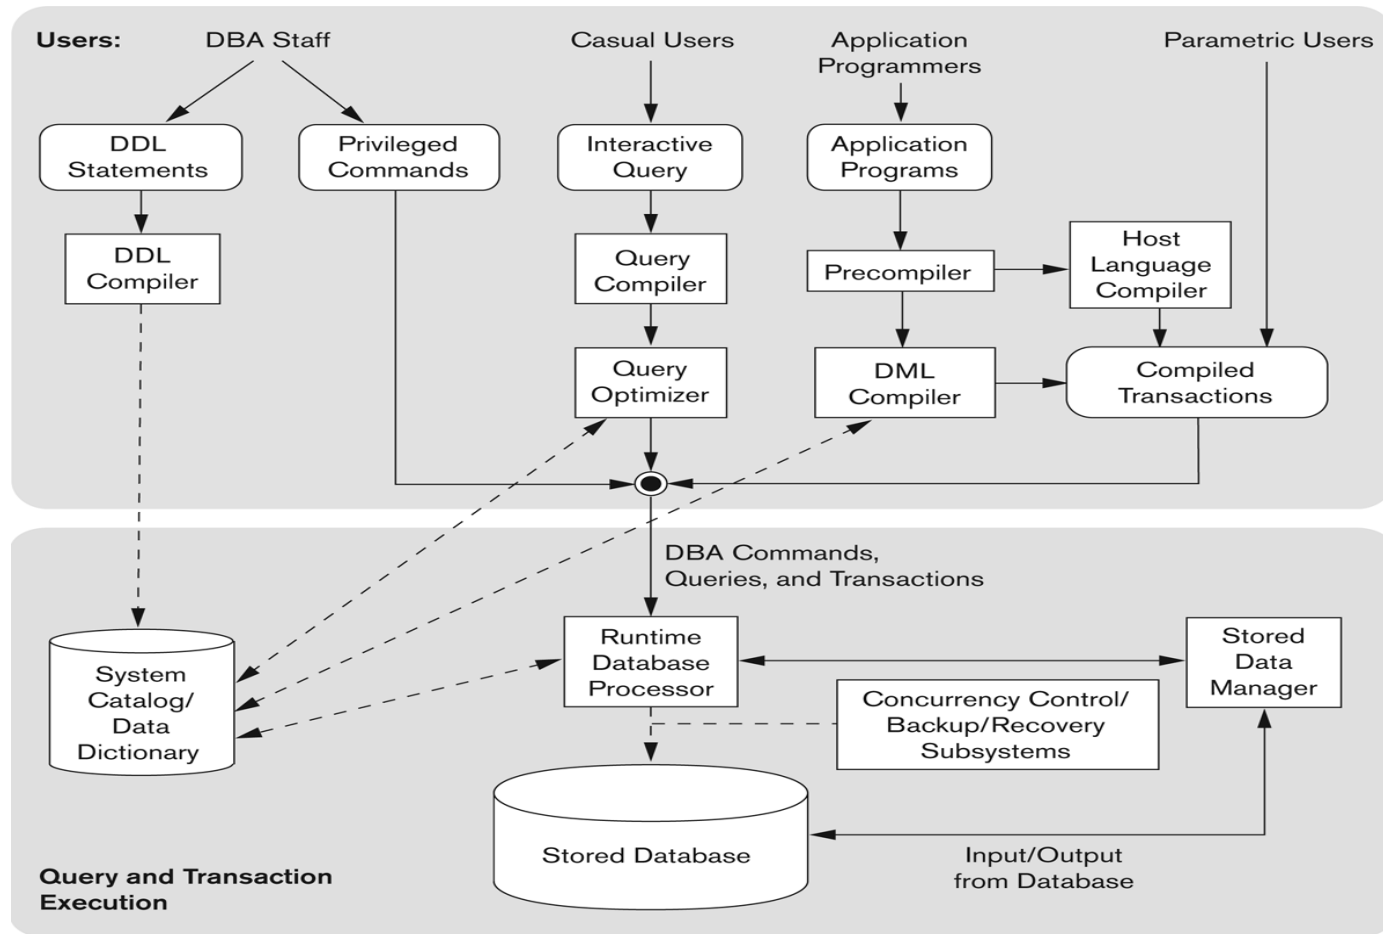 Users:
DBA Staff
Casual Users
Application
Programmers
Parametric Users
DDL
Statements
Privileged
Commands
Interactive
Query
Application
Programs
DDL
Compiler
Query
Compiler
Precompiler
Host
Language
Compiler
Query
Optimizer
DML
Compiler
Compiled
Transactions
DBA Commands,
Queries, and Transactions
System
Catalog/
Data
Dictionary
Runtime
Database
Processor
Stored
Data
Manager
Concurrency Control/
Backup/Recovery
Subsystems
Stored Database
Input/Output
from Database
Query and Transaction
Execution